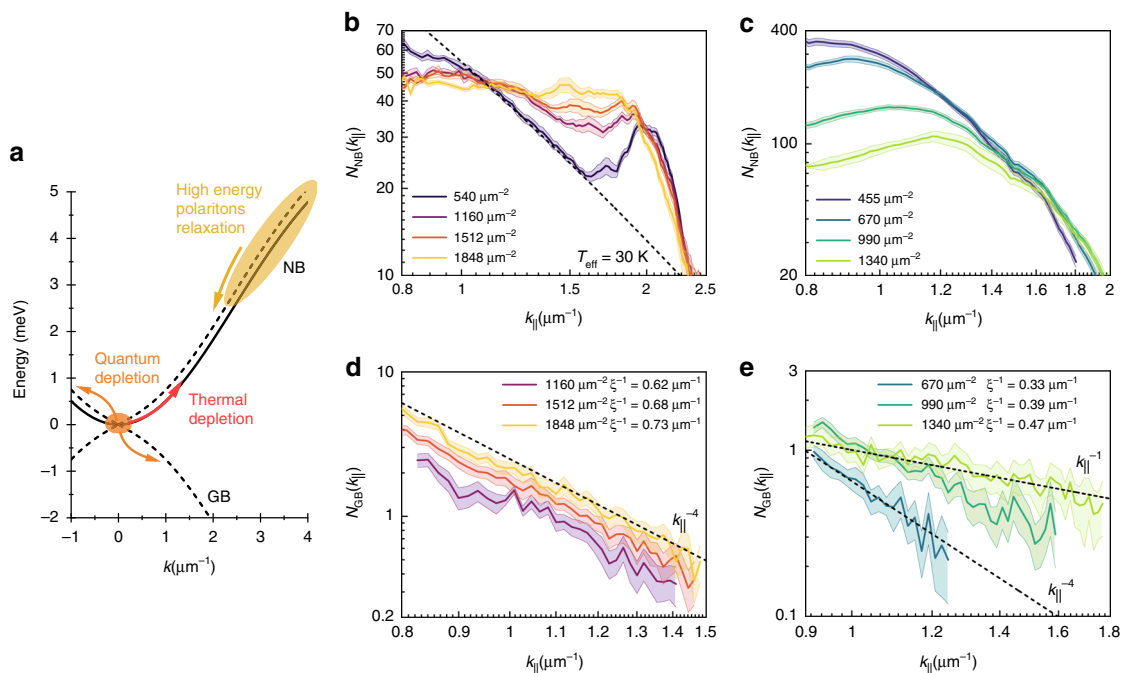 a
5
4
3
2
1
0
−1
−2
Energy (meV)
High energy
polaritons
relaxation
NB
Quantum
depletion
Thermal
depletion
GB
−1 0 1 2 3 4
k(μm⁻¹)
b
70
60
50
40
30
20
10
N_NB(k_||)
540 μm⁻²
1160 μm⁻²
1512 μm⁻²
1848 μm⁻²
T_eff = 30 K
0.8 1 1.5 2 2.5
k_||(μm⁻¹)
c
400
100
20
N_NB(k_||)
455 μm⁻²
670 μm⁻²
990 μm⁻²
1340 μm⁻²
0.8 1 1.2 1.4 1.6 1.8 2
k_||(μm⁻¹)
d
10
1
0.2
N_GB(k_||)
1160 μm⁻² ξ⁻¹ = 0.62 μm⁻¹
1512 μm⁻² ξ⁻¹ = 0.68 μm⁻¹
1848 μm⁻² ξ⁻¹ = 0.73 μm⁻¹
k_||⁻⁴
0.8 0.9 1 1.1 1.2 1.3 1.4 1.5
k_||(μm⁻¹)
e
3
1
0.1
N_GB(k_||)
670 μm⁻² ξ⁻¹ = 0.33 μm⁻¹
990 μm⁻² ξ⁻¹ = 0.39 μm⁻¹
1340 μm⁻² ξ⁻¹ = 0.47 μm⁻¹
k_||⁻¹
k_||⁻⁴
0.9 1 1.2 1.4 1.6 1.8
k_||(μm⁻¹)